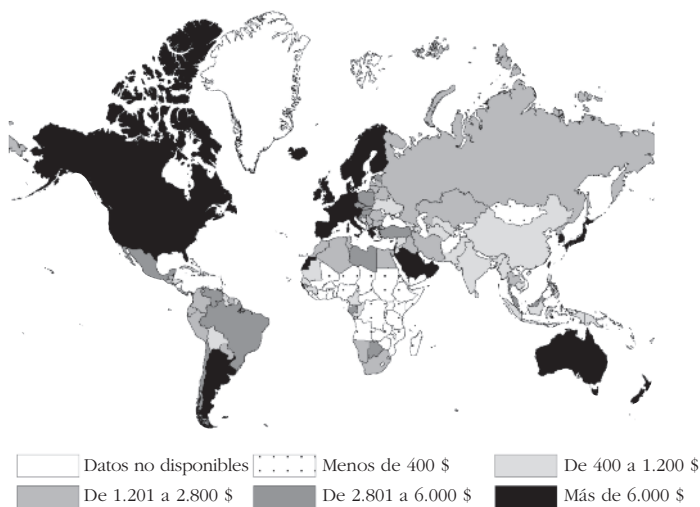 Datos no disponibles Menos de 400 $ De 400 a 1.200 $
De 1.201 a 2.800 $ De 2.801 a 6.000 $ Más de 6.000 $